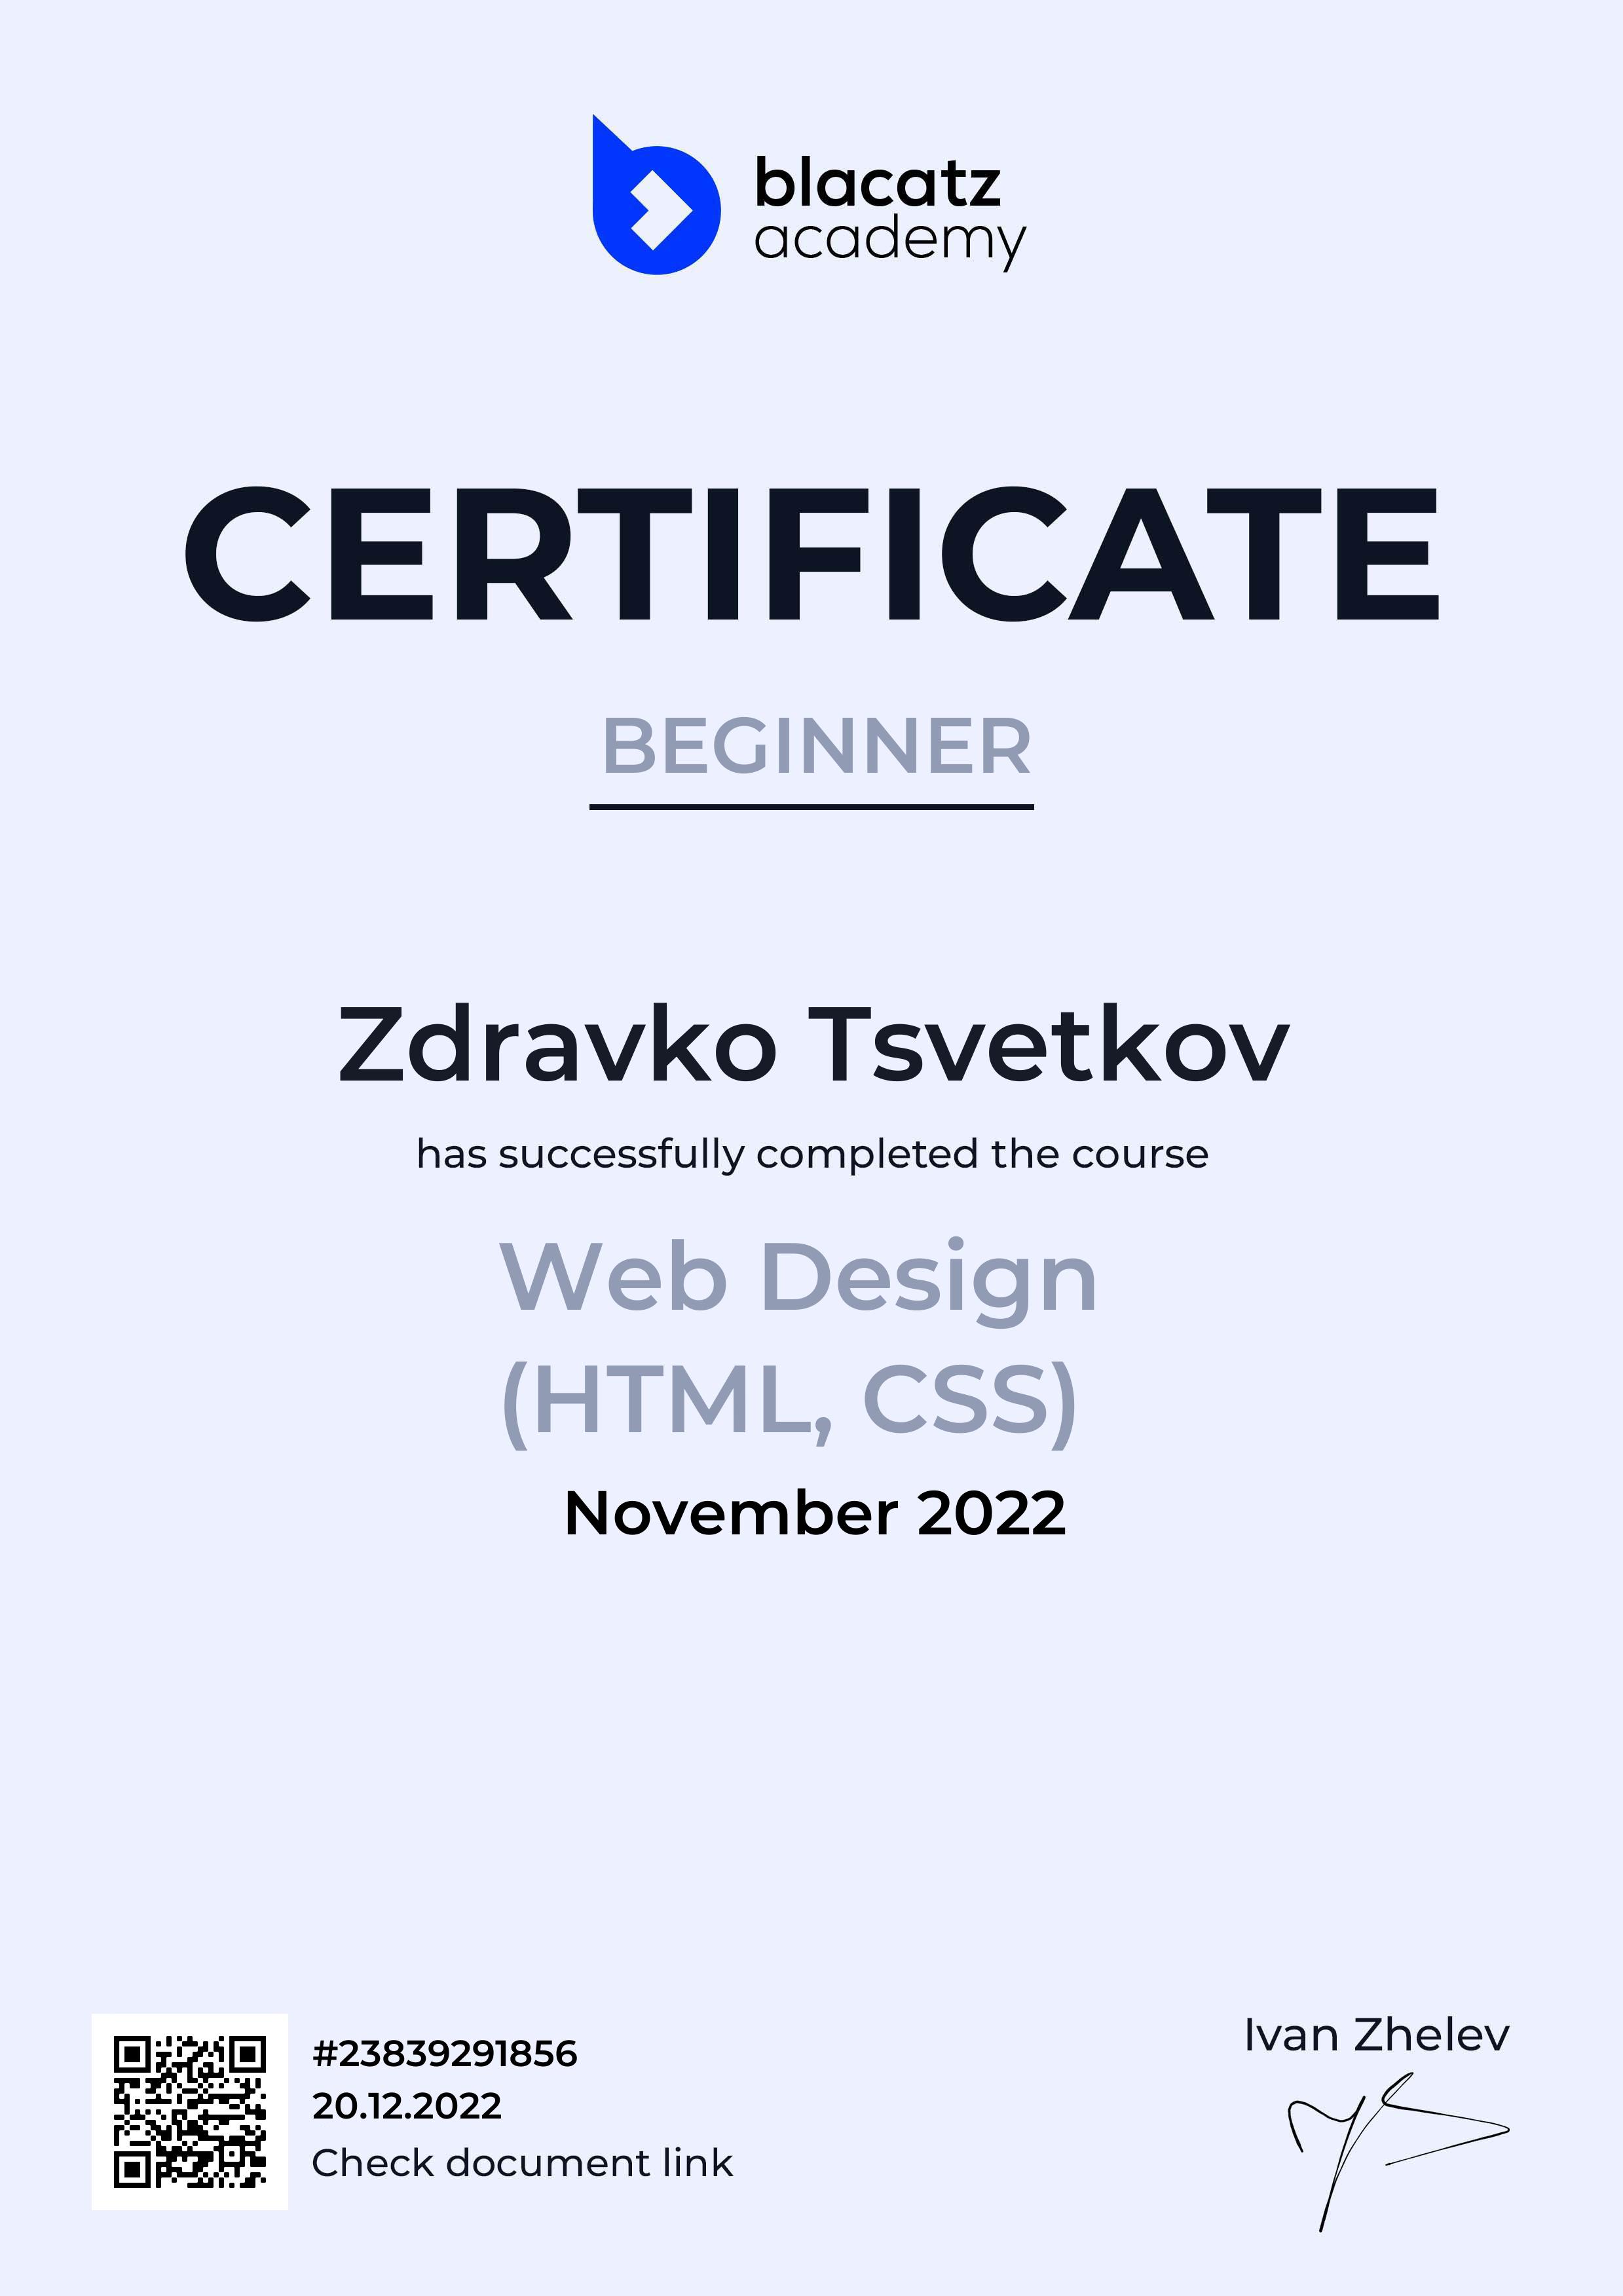 blacatz
academy
CERTIFICATE
BEGINNER
Zdravko Tsvetkov
has successfully completed the course
Web Design
(HTML, CSS)
November 2022
#23839291856
20.12.2022
Check document link
Ivan Zhelev